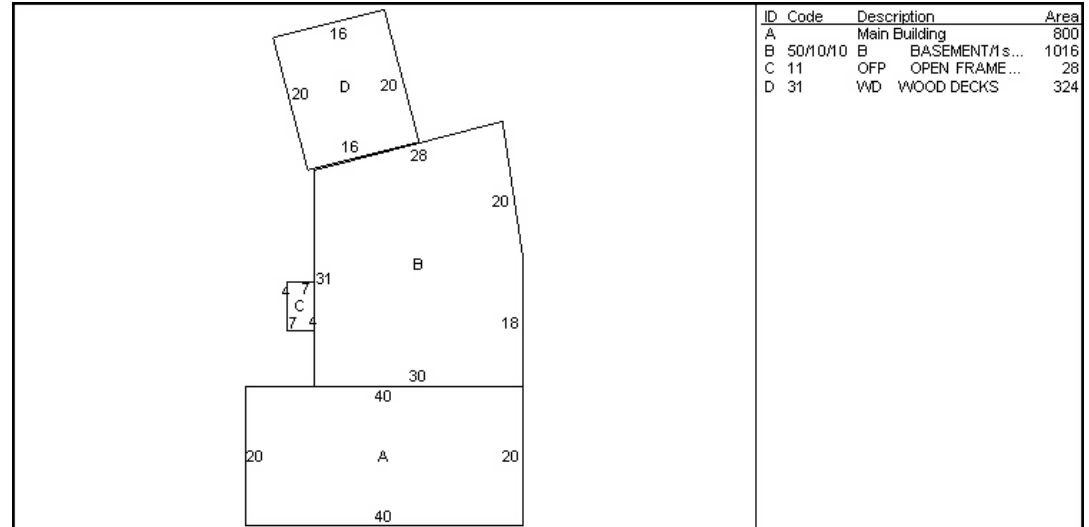 ID Code Description Area
A Main Building 800
B 50/10/10 B BASEMENT/1s... 1016
C 11 OFP OPEN FRAME... 28
D 31 WD WOOD DECKS 324
16
20 D 20
16
28
20
B
31
4 7
C
7 4
18
30
40
20 A 20
40